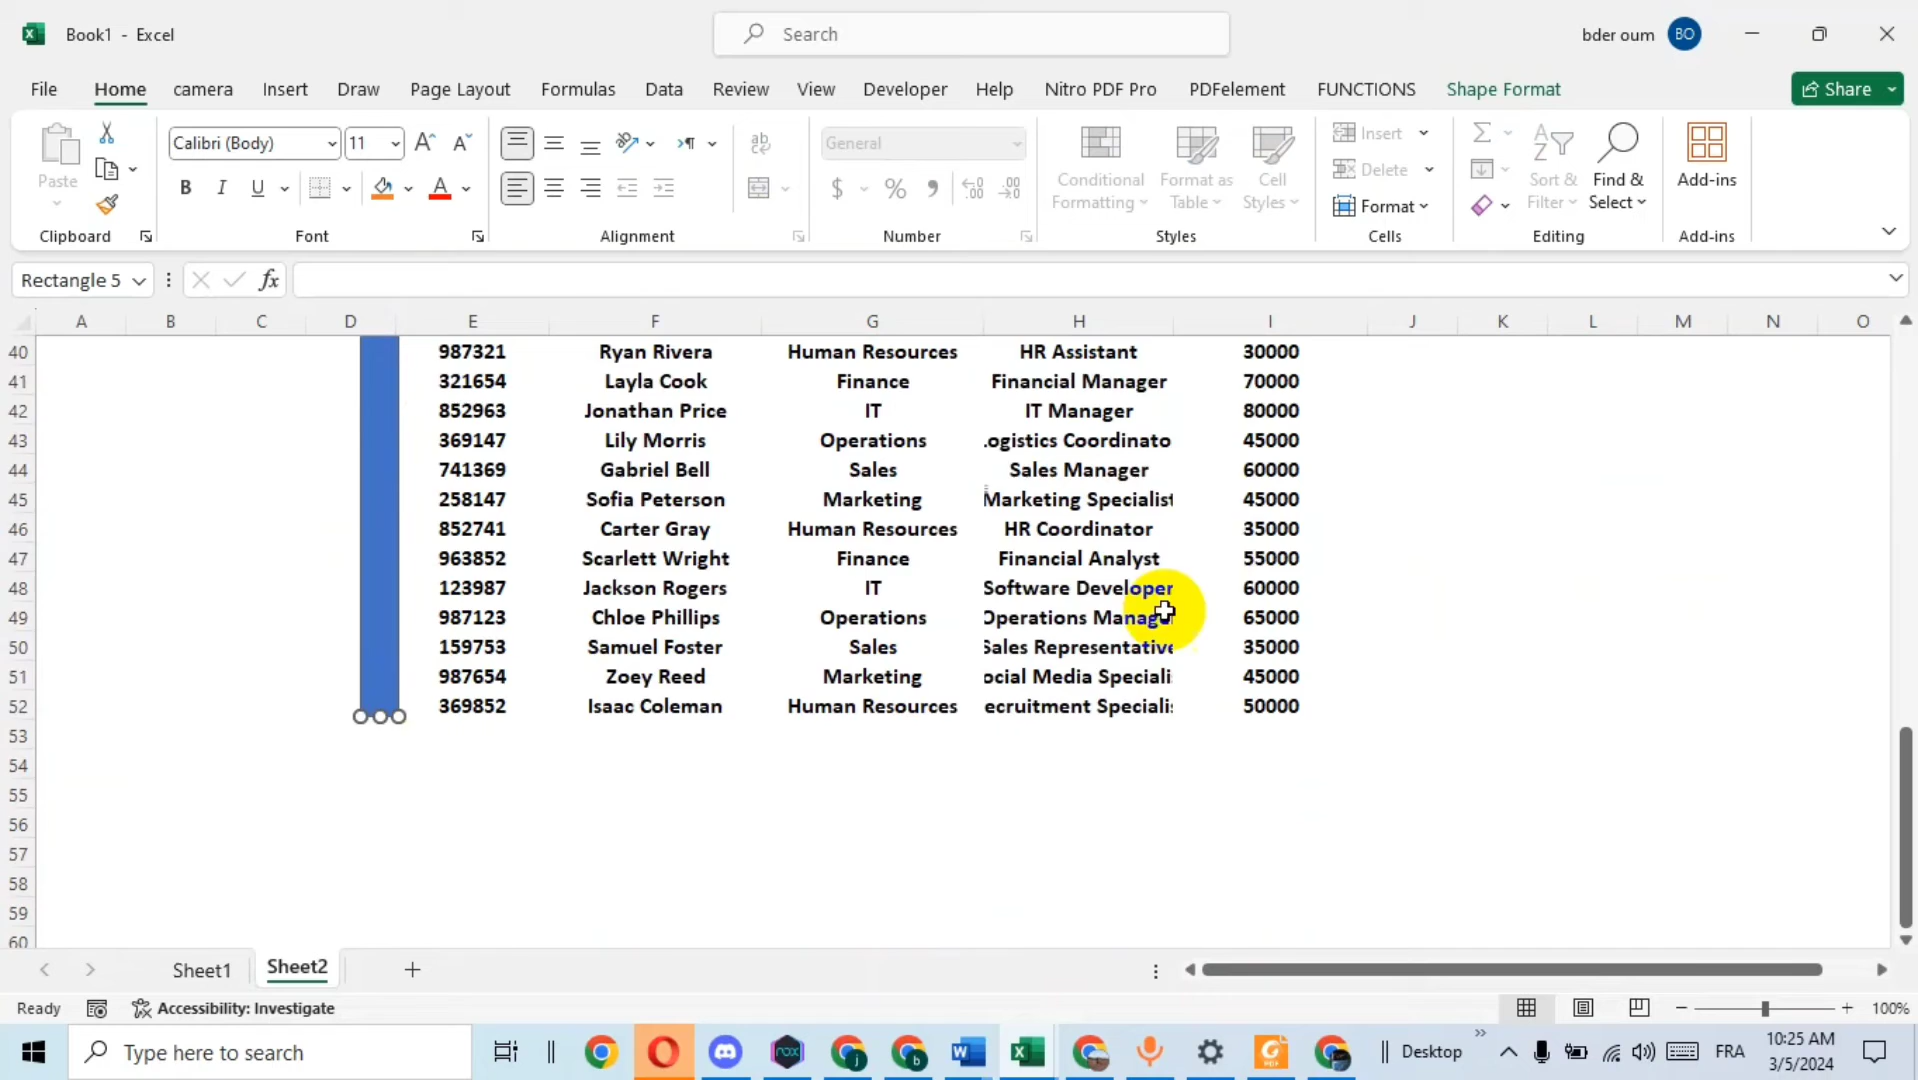 Book1 - Excel
Search
bder oum BO
File Home camera Insert Draw Page Layout Formulas Data Review View Developer Help Nitro PDF Pro PDFelement FUNCTIONS Shape Format Share
Calibri (Body) 11 General
Paste Conditional Format as Cell Sort & Find & Add-ins
Formatting Table Styles Filter Select
Insert
Delete
Format
Clipboard Font Alignment Number Styles Cells Editing Add-ins
Rectangle 5 fx
A B C D E F G H I J K L M N O
40 987321 Ryan Rivera Human Resources HR Assistant 30000
41 321654 Layla Cook Finance Financial Manager 70000
42 852963 Jonathan Price IT IT Manager 80000
43 369147 Lily Morris Operations ogistics Coordinato 45000
44 741369 Gabriel Bell Sales Sales Manager 60000
45 258147 Sofia Peterson Marketing Marketing Specialist 45000
46 852741 Carter Gray Human Resources HR Coordinator 35000
47 963852 Scarlett Wright Finance Financial Analyst 55000
48 123987 Jackson Rogers IT Software Developer 60000
49 987123 Chloe Phillips Operations Operations Manage 65000
50 159753 Samuel Foster Sales Sales Representative 35000
51 987654 Zoey Reed Marketing ocial Media Speciali 45000
52 369852 Isaac Coleman Human Resources ecruitment Speciali 50000
53
54
55
56
57
58
59
60
Sheet1 Sheet2
Ready Accessibility: Investigate 100%
Type here to search Desktop FRA 10:25 AM
3/5/2024